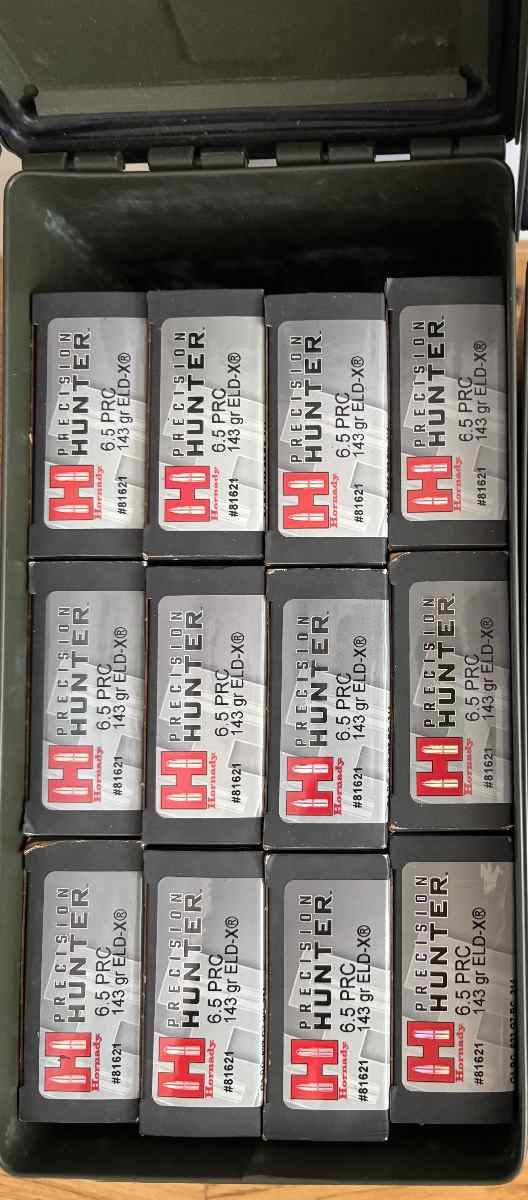 PRECISION
HUNTER
6.5 PRC
143 gr ELD-X®
Hornady
#81621
PRECISION
HUNTER
6.5 PRC
143 gr ELD-X®
Hornady
#81621
PRECISION
HUNTER
6.5 PRC
143 gr ELD-X®
Hornady
#81621
PRECISION
HUNTER
6.5 PRC
143 gr ELD-X®
Hornady
#81621
PRECISION
HUNTER
6.5 PRC
143 gr ELD-X®
Hornady
#81621
PRECISION
HUNTER
6.5 PRC
143 gr ELD-X®
Hornady
#81621
PRECISION
HUNTER
6.5 PRC
143 gr ELD-X®
Hornady
#81621
PRECISION
HUNTER
6.5 PRC
143 gr ELD-X®
Hornady
#81621
PRECISION
HUNTER
6.5 PRC
143 gr ELD-X®
Hornady
#81621
PRECISION
HUNTER
6.5 PRC
143 gr ELD-X®
Hornady
#81621
PRECISION
HUNTER
6.5 PRC
143 gr ELD-X®
Hornady
#81621
PRECISION
HUNTER
6.5 PRC
143 gr ELD-X®
Hornady
#81621